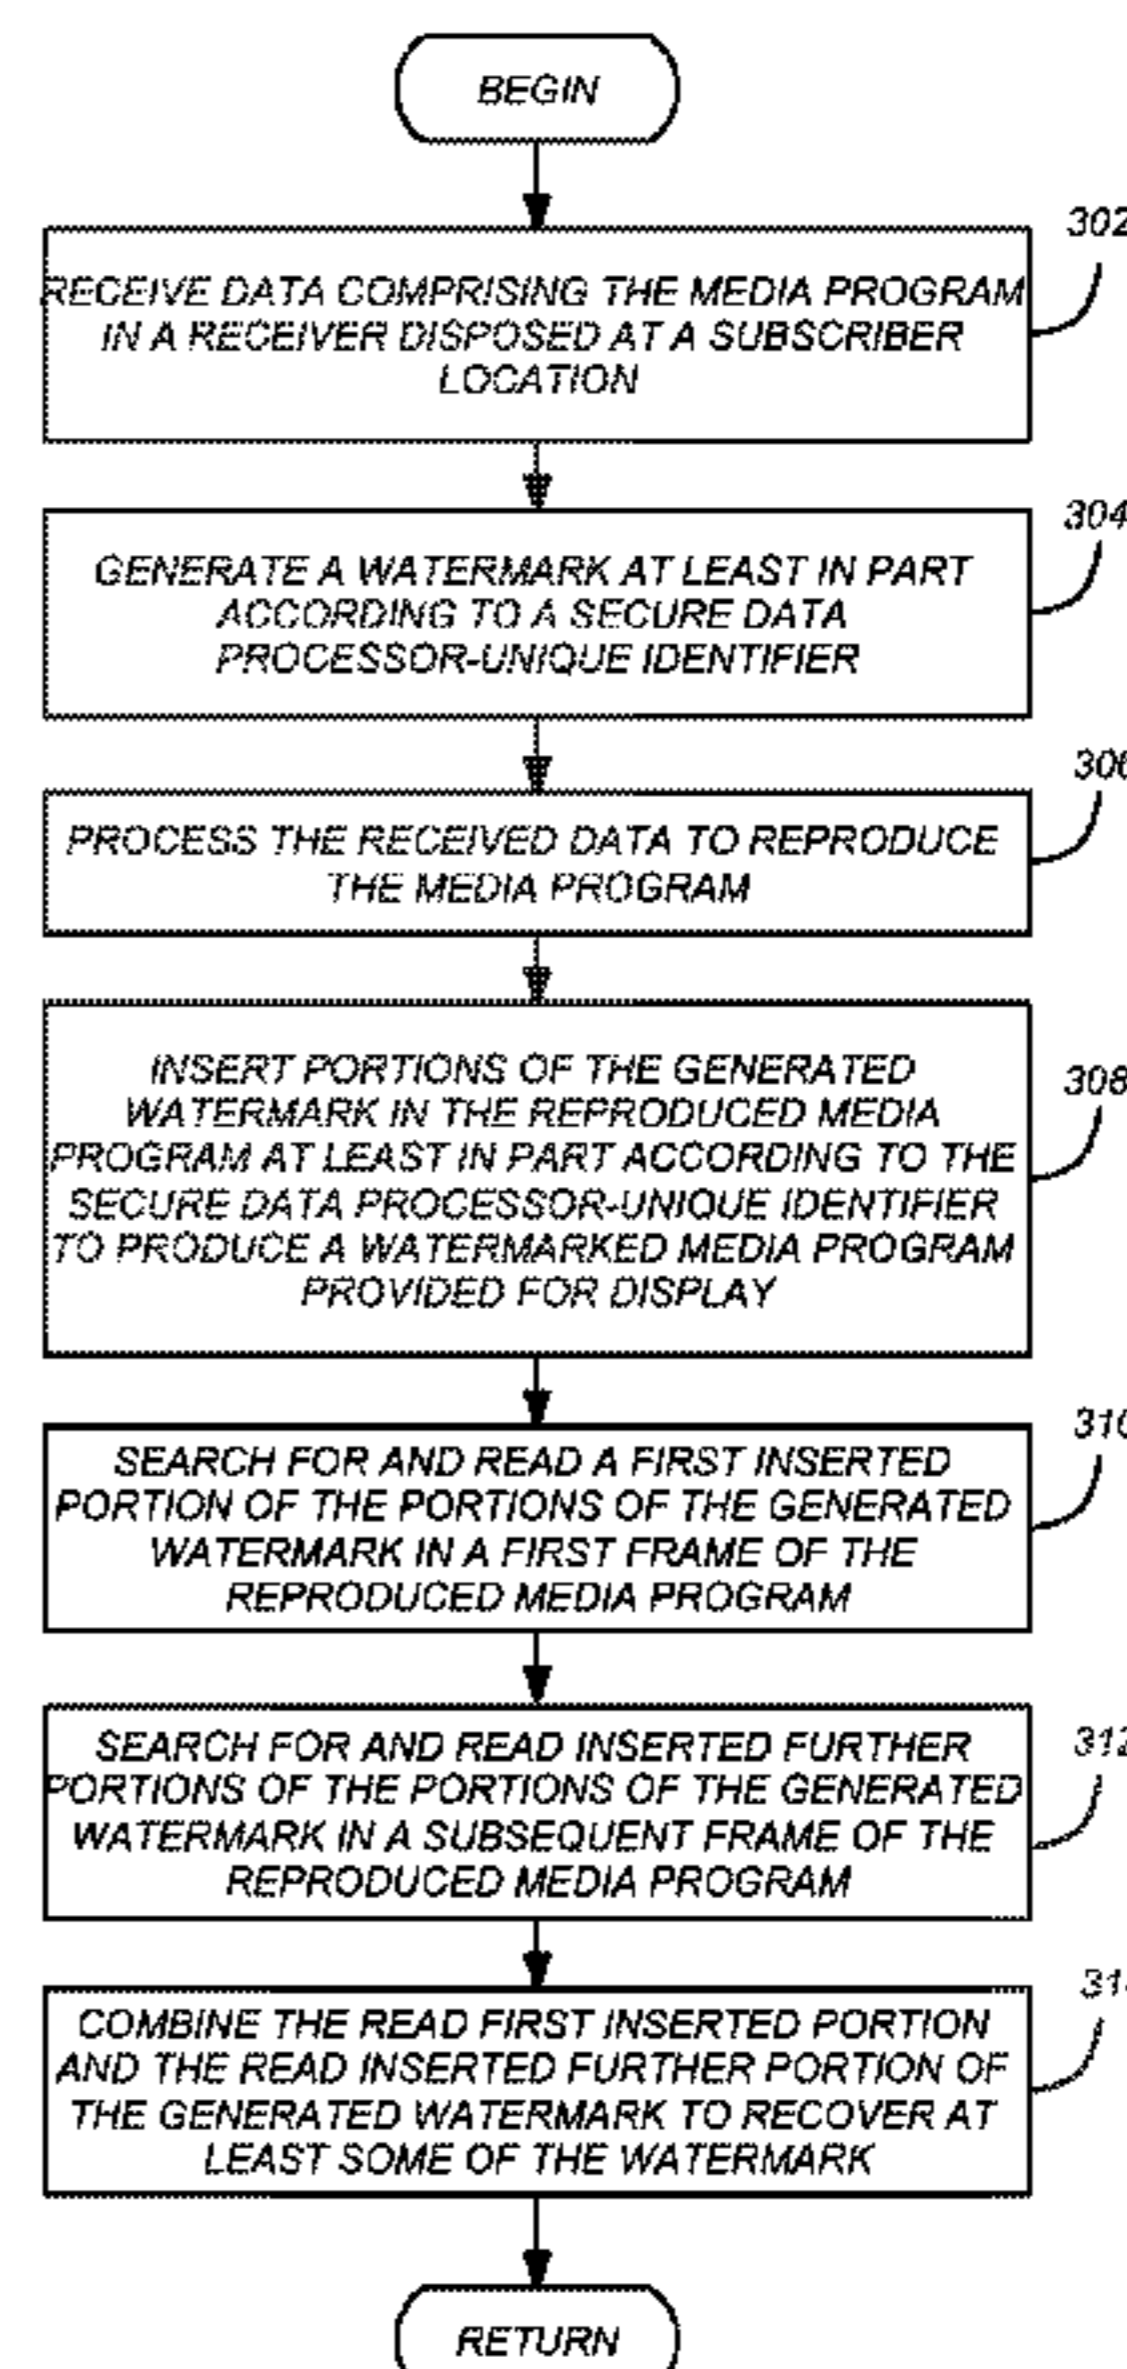 BEGIN
302
RECEIVE DATA COMPRISING THE MEDIA PROGRAM
IN A RECEIVER DISPOSED AT A SUBSCRIBER
LOCATION
304
GENERATE A WATERMARK AT LEAST IN PART
ACCORDING TO A SECURE DATA
PROCESSOR-UNIQUE IDENTIFIER
306
PROCESS THE RECEIVED DATA TO REPRODUCE
THE MEDIA PROGRAM
308
INSERT PORTIONS OF THE GENERATED
WATERMARK IN THE REPRODUCED MEDIA
PROGRAM AT LEAST IN PART ACCORDING TO THE
SECURE DATA PROCESSOR-UNIQUE IDENTIFIER
TO PRODUCE A WATERMARKED MEDIA PROGRAM
PROVIDED FOR DISPLAY
310
SEARCH FOR AND READ A FIRST INSERTED
PORTION OF THE PORTIONS OF THE GENERATED
WATERMARK IN A FIRST FRAME OF THE
REPRODUCED MEDIA PROGRAM
312
SEARCH FOR AND READ INSERTED FURTHER
PORTIONS OF THE PORTIONS OF THE GENERATED
WATERMARK IN A SUBSEQUENT FRAME OF THE
REPRODUCED MEDIA PROGRAM
COMBINE THE READ FIRST INSERTED PORTION
AND THE READ INSERTED FURTHER PORTION OF
THE GENERATED WATERMARK TO RECOVER AT
LEAST SOME OF THE WATERMARK
RETURN